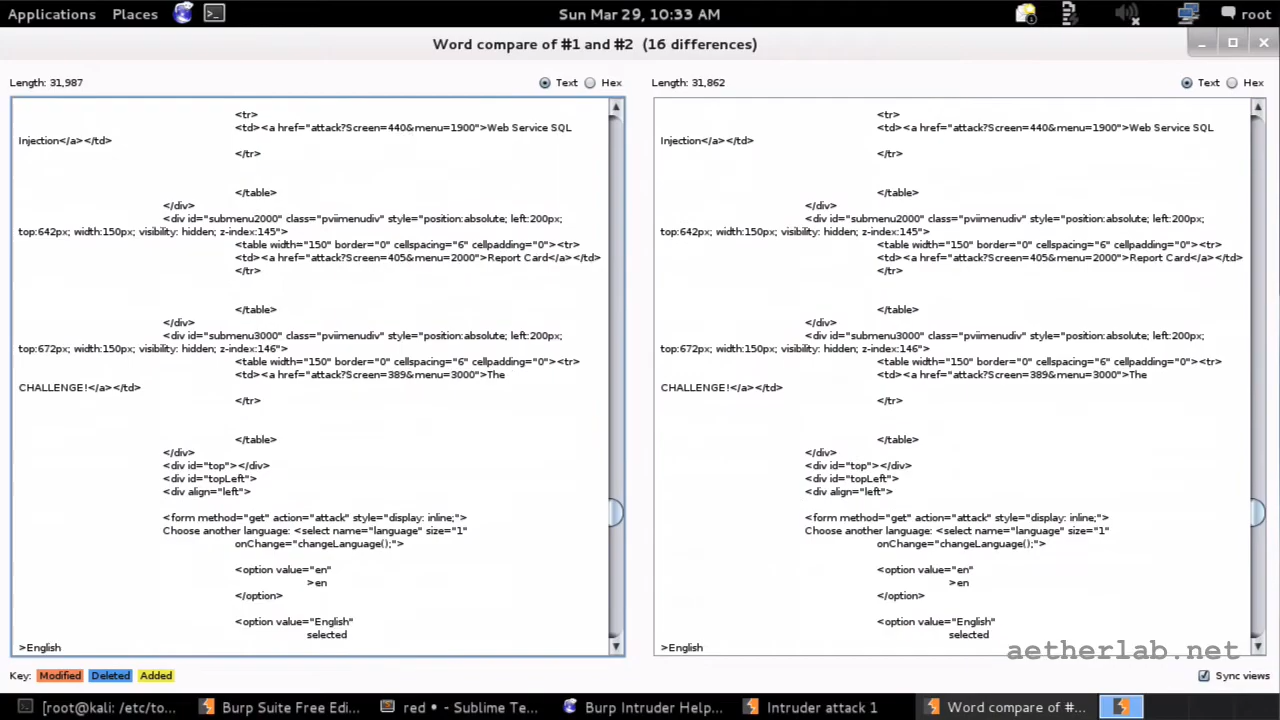 Applications Places Sun Mar 29, 10:33 AM root
Word compare of #1 and #2 (16 differences)
Length: 31,987 Text Hex Length: 31,862 Text Hex
<tr>
<td><a href="attack?Screen=440&menu=1900">Web Service SQL
Injection</a></td>
</tr>
</table>
</div>
<div id="submenu2000" class="pviimenudiv" style="position:absolute; left:200px;
top:642px; width:150px; visibility: hidden; z-index:145">
<table width="150" border="0" cellspacing="6" cellpadding="0"><tr>
<td><a href="attack?Screen=405&menu=2000">Report Card</a></td>
</tr>
</table>
</div>
<div id="submenu3000" class="pviimenudiv" style="position:absolute; left:200px;
top:672px; width:150px; visibility: hidden; z-index:146">
<table width="150" border="0" cellspacing="6" cellpadding="0"><tr>
<td><a href="attack?Screen=389&menu=3000">The
CHALLENGE!</a></td>
</tr>
</table>
</div>
<div id="top"></div>
<div id="topLeft">
<div align="left">
<form method="get" action="attack" style="display: inline;">
Choose another language: <select name="language" size="1"
onChange="changeLanguage();">
<option value="en"
>en
</option>
<option value="English"
selected
>English
<tr>
<td><a href="attack?Screen=440&menu=1900">Web Service SQL
Injection</a></td>
</tr>
</table>
</div>
<div id="submenu2000" class="pviimenudiv" style="position:absolute; left:200px;
top:642px; width:150px; visibility: hidden; z-index:145">
<table width="150" border="0" cellspacing="6" cellpadding="0"><tr>
<td><a href="attack?Screen=405&menu=2000">Report Card</a></td>
</tr>
</table>
</div>
<div id="submenu3000" class="pviimenudiv" style="position:absolute; left:200px;
top:672px; width:150px; visibility: hidden; z-index:146">
<table width="150" border="0" cellspacing="6" cellpadding="0"><tr>
<td><a href="attack?Screen=389&menu=3000">The
CHALLENGE!</a></td>
</tr>
</table>
</div>
<div id="top"></div>
<div id="topLeft">
<div align="left">
<form method="get" action="attack" style="display: inline;">
Choose another language: <select name="language" size="1"
onChange="changeLanguage();">
<option value="en"
>en
</option>
<option value="English"
selected
>English
aetherlab.net
Key: Modified Deleted Added Sync views
[root@kali: /etc/to... Burp Suite Free Edi... red • - Sublime Te... Burp Intruder Help... Intruder attack 1 Word compare of #...